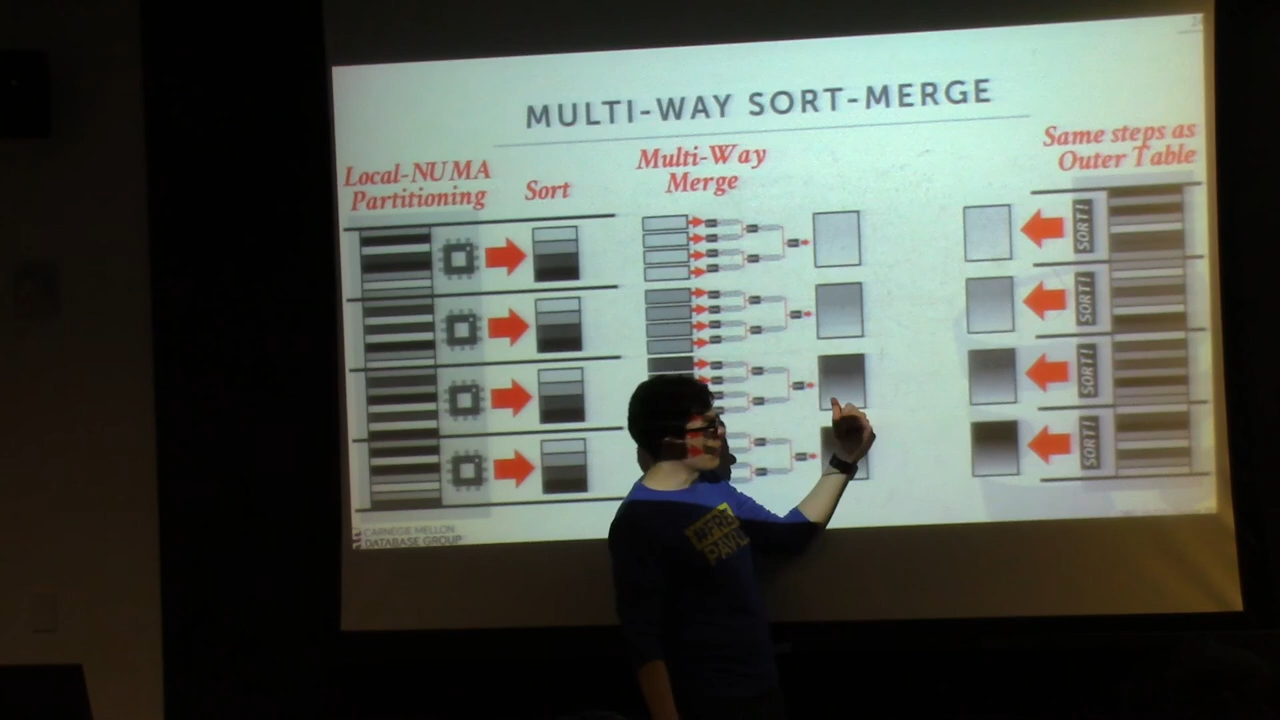 MULTI-WAY SORT-MERGE
Local-NUMA
Partitioning
Sort
Multi-Way
Merge
Same steps as
Outer Table
SORT!
SORT!
SORT!
SORT!
CARNEGIE MELLON
DATABASE GROUP